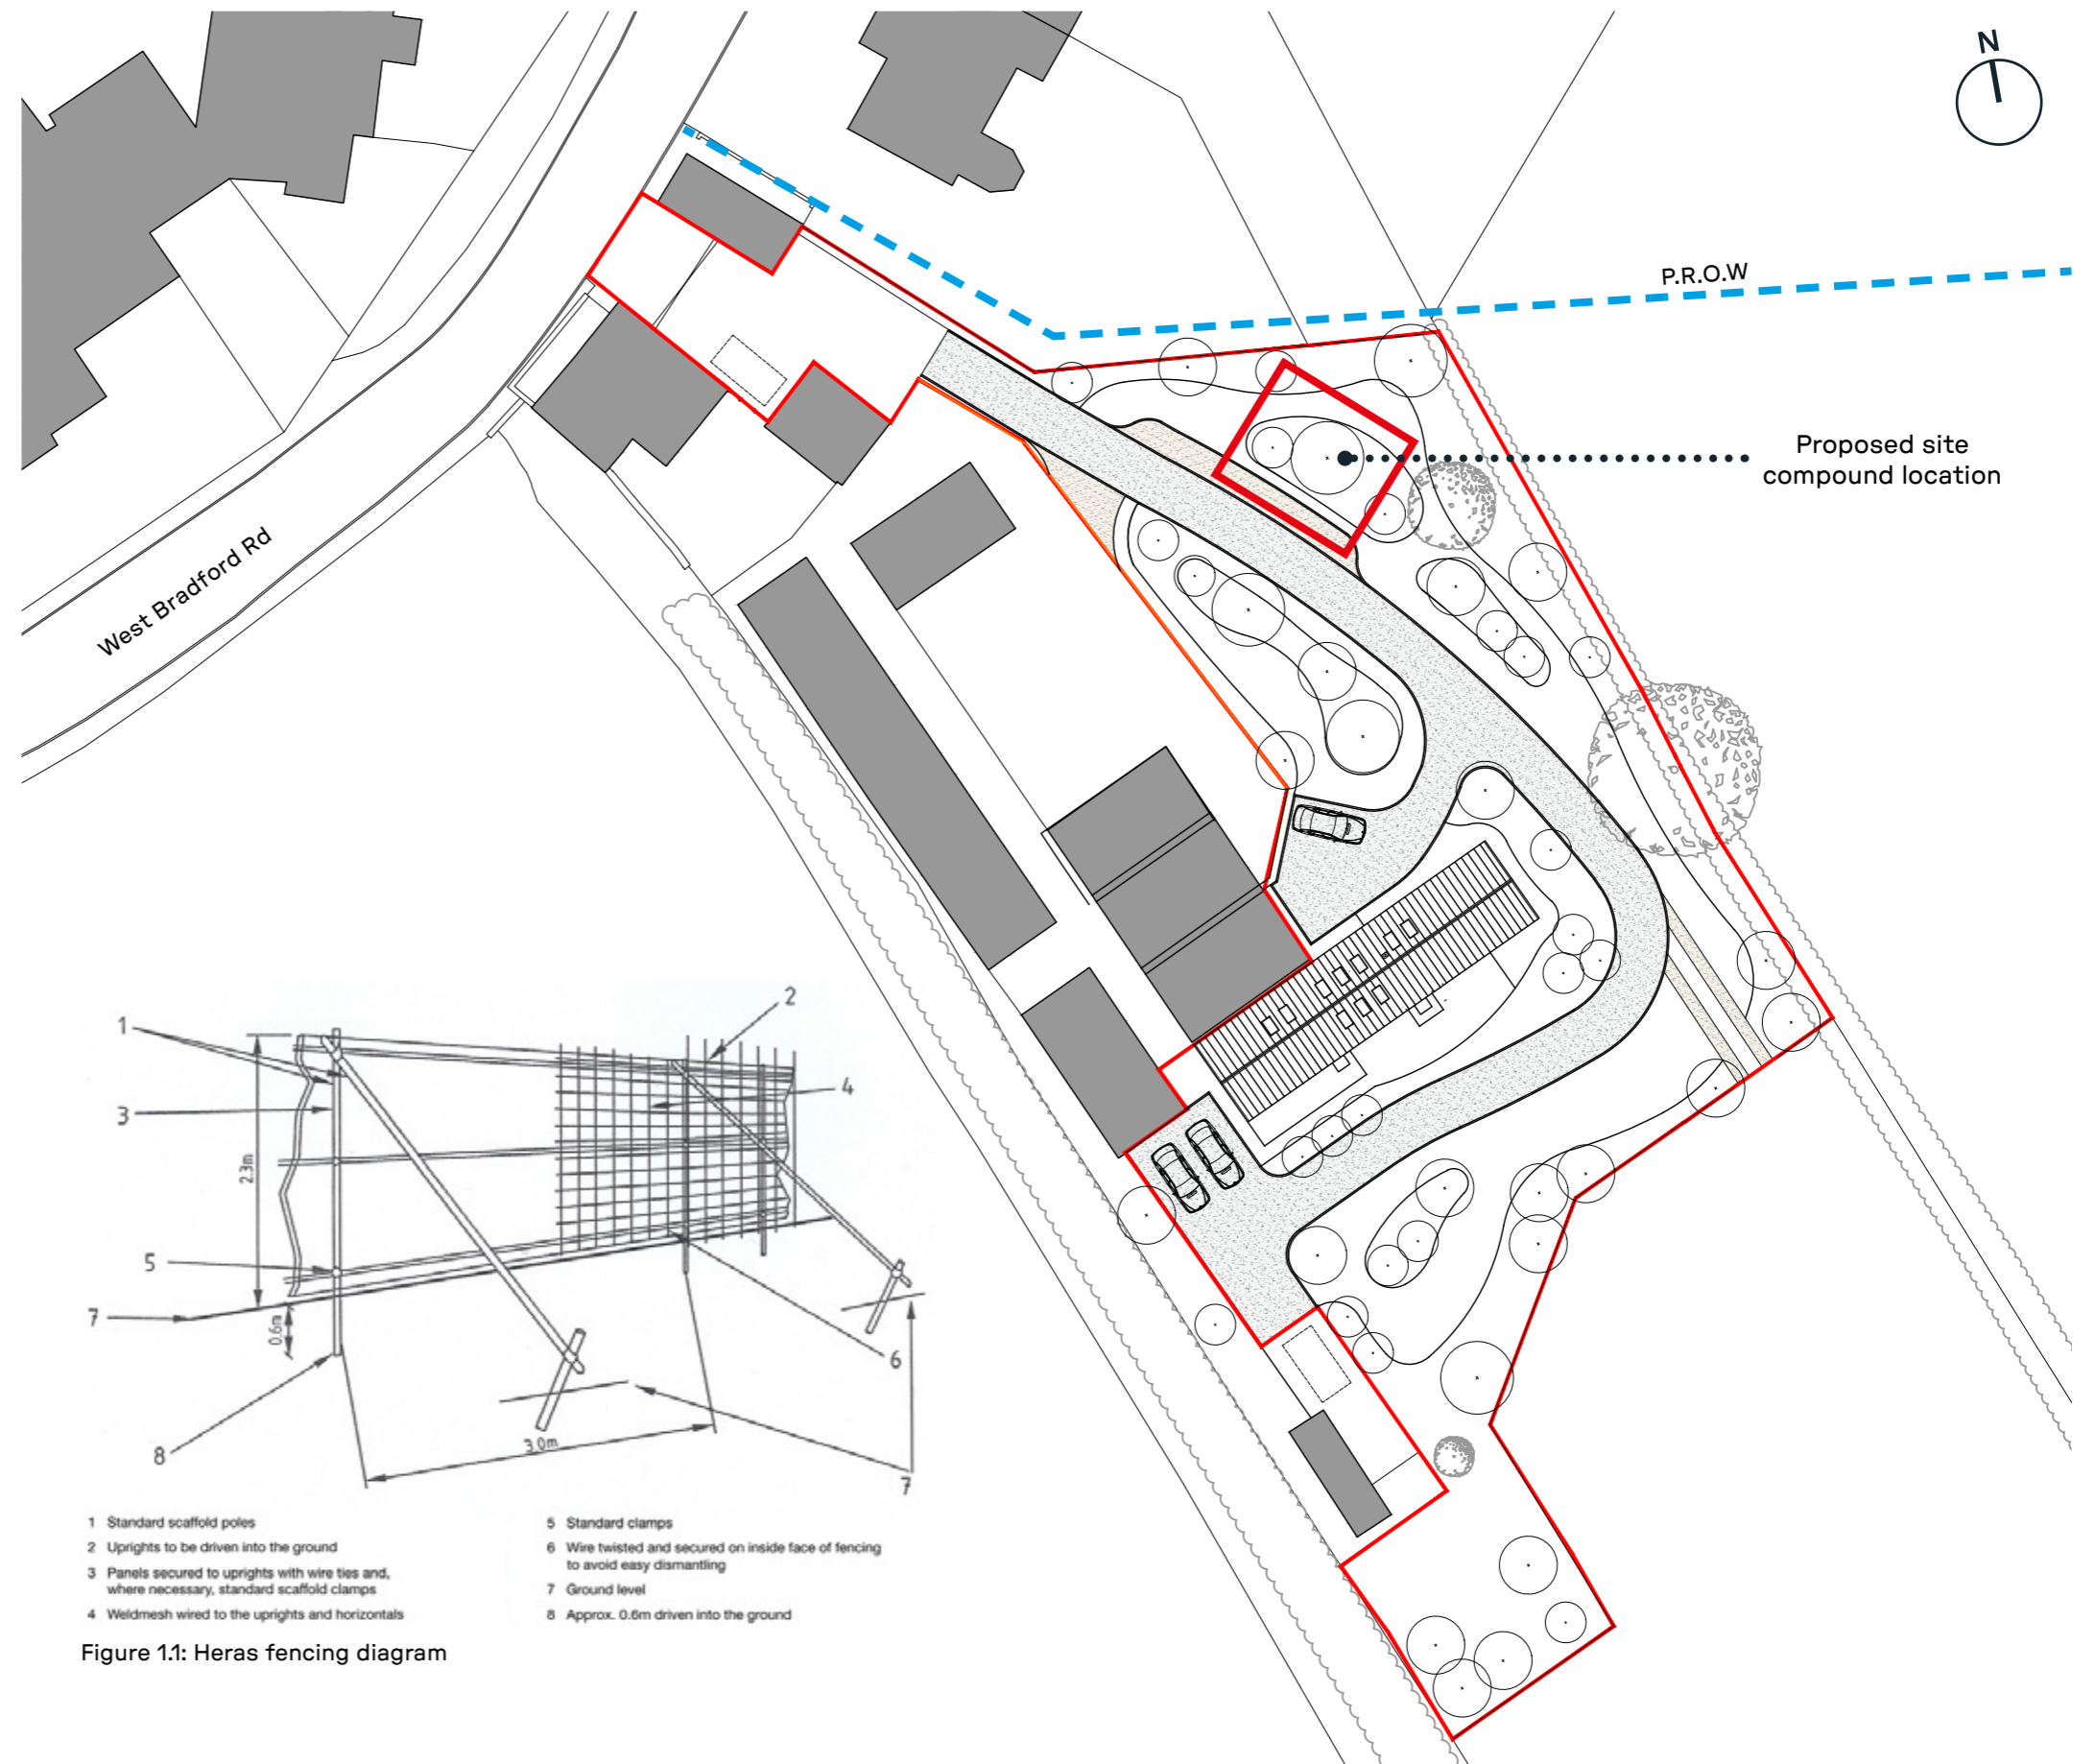 N
P.R.O.W
Proposed site
compound location
West Bradford Rd
1
2
3
4
5
6
7
7
8
2.3m
0.6m
3.0m
1 Standard scaffold poles
2 Uprights to be driven into the ground
3 Panels secured to uprights with wire ties and,
where necessary, standard scaffold clamps
4 Weldmesh wired to the uprights and horizontals
5 Standard clamps
6 Wire twisted and secured on inside face of fencing
to avoid easy dismantling
7 Ground level
8 Approx. 0.6m driven into the ground
Figure 1.1: Heras fencing diagram